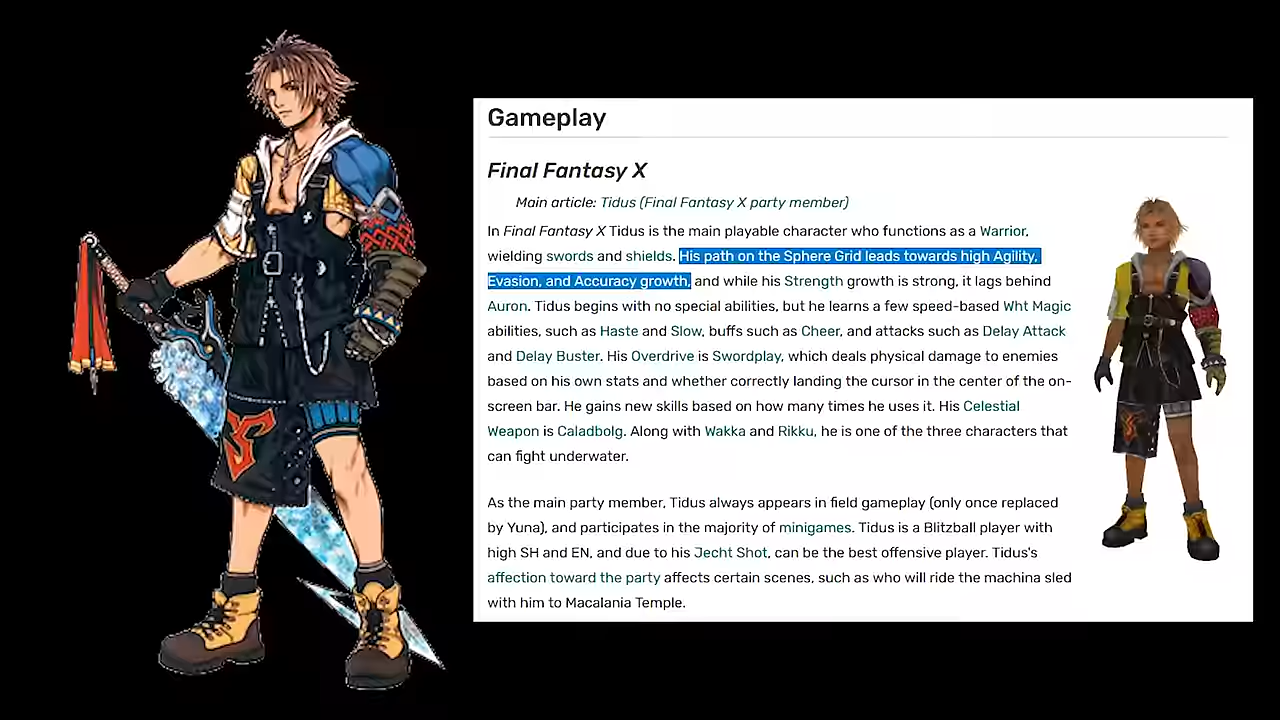 Gameplay
Final Fantasy X
Main article: Tidus (Final Fantasy X party member)
In Final Fantasy X Tidus is the main playable character who functions as a Warrior,
wielding swords and shields. His path on the Sphere Grid leads towards high Agility,
Evasion, and Accuracy growth, and while his Strength growth is strong, it lags behind
Auron. Tidus begins with no special abilities, but he learns a few speed-based Wht Magic
abilities, such as Haste and Slow, buffs such as Cheer, and attacks such as Delay Attack
and Delay Buster. His Overdrive is Swordplay, which deals physical damage to enemies
based on his own stats and whether correctly landing the cursor in the center of the on-
screen bar. He gains new skills based on how many times he uses it. His Celestial
Weapon is Caladbolg. Along with Wakka and Rikku, he is one of the three characters that
can fight underwater.
As the main party member, Tidus always appears in field gameplay (only once replaced
by Yuna), and participates in the majority of minigames. Tidus is a Blitzball player with
high SH and EN, and due to his Jecht Shot, can be the best offensive player. Tidus's
affection toward the party affects certain scenes, such as who will ride the machina sled
with him to Macalania Temple.